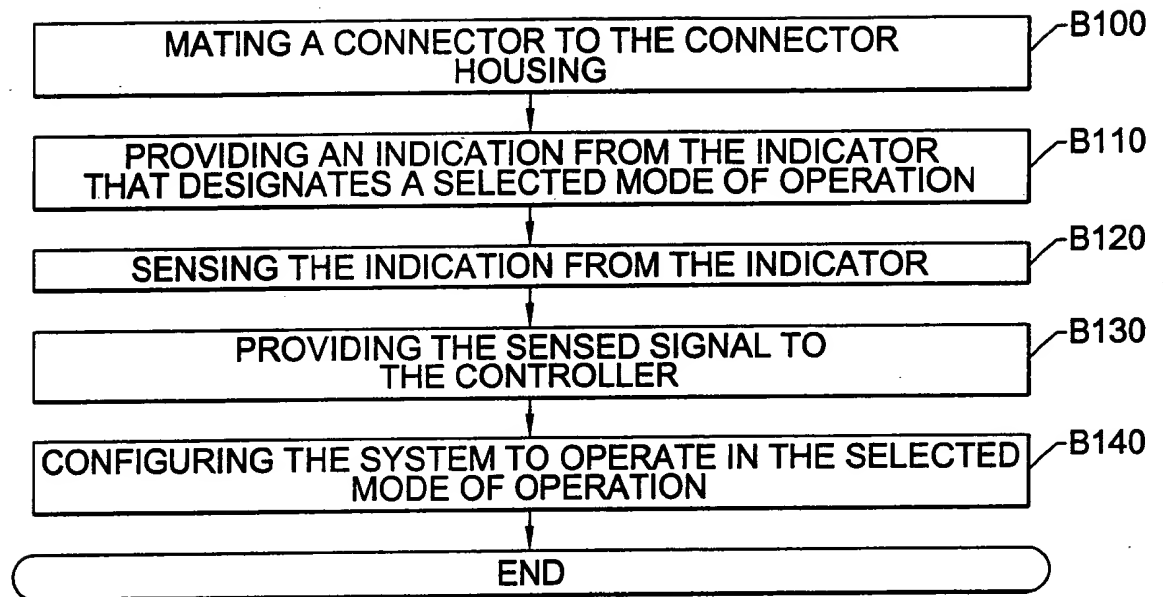 MATING A CONNECTOR TO THE CONNECTOR
HOUSING
B100
PROVIDING AN INDICATION FROM THE INDICATOR
THAT DESIGNATES A SELECTED MODE OF OPERATION
B110
SENSING THE INDICATION FROM THE INDICATOR
B120
PROVIDING THE SENSED SIGNAL TO
THE CONTROLLER
B130
CONFIGURING THE SYSTEM TO OPERATE IN THE SELECTED
MODE OF OPERATION
B140
END